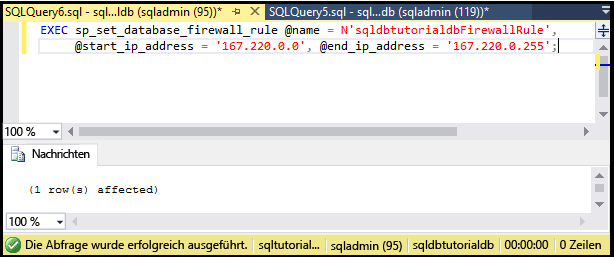 SQLQuery6.sql - sql...ldb (sqladmin (95))* SQLQuery5.sql - sql...db (sqladmin (119))*
EXEC sp_set_database_firewall_rule @name = N'sqldbtutorialdbFirewallRule',
@start_ip_address = '167.220.0.0', @end_ip_address = '167.220.0.255';
100 %
Nachrichten
(1 row(s) affected)
100 %
Die Abfrage wurde erfolgreich ausgeführt. sqltutorial... sqladmin (95) sqldbtutorialdb 00:00:00 0 Zeilen